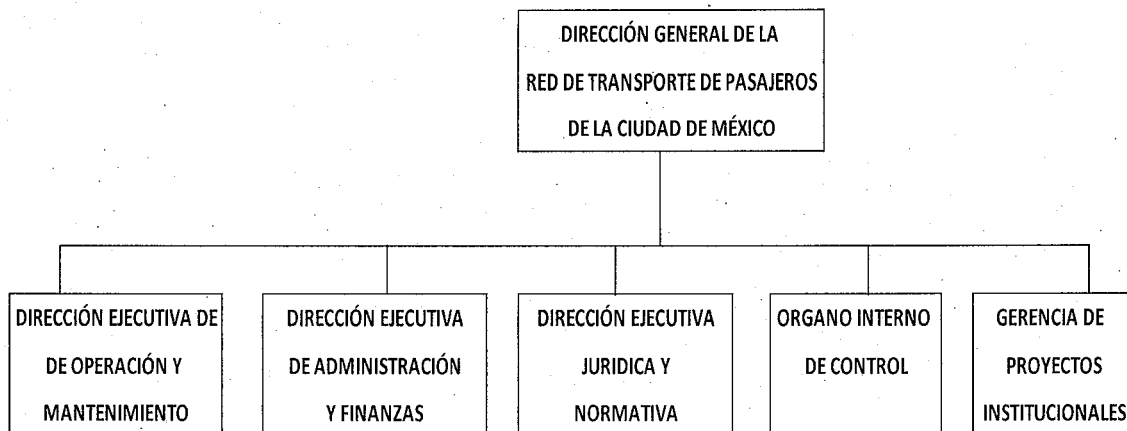 DIRECCIÓN GENERAL DE LA
RED DE TRANSPORTE DE PASAJEROS
DE LA CIUDAD DE MÉXICO
DIRECCIÓN EJECUTIVA DE
DE OPERACIÓN Y
MANTENIMIENTO
DIRECCIÓN EJECUTIVA
DE ADMINISTRACIÓN
Y FINANZAS
DIRECCIÓN EJECUTIVA
JURIDICA Y
NORMATIVA
ORGANO INTERNO
DE CONTROL
GERENCIA DE
PROYECTOS
INSTITUCIONALES